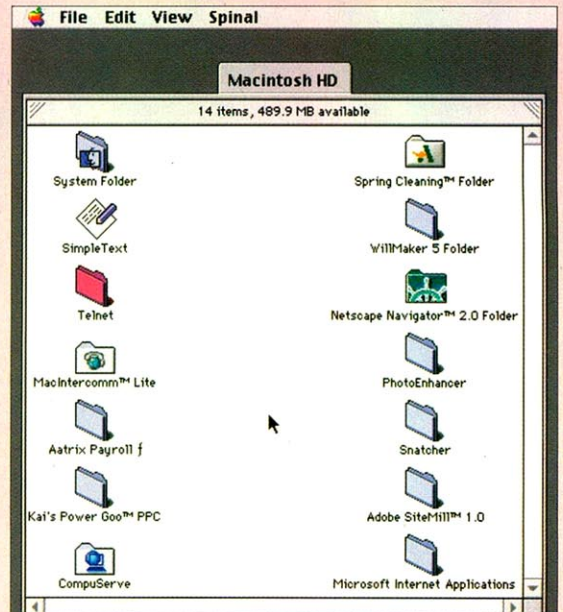 File Edit View Spinal
Macintosh HD
14 items, 489.9 MB available
System Folder
Spring Cleaning™ Folder
SimpleText
WillMaker 5 Folder
Telnet
Netscape Navigator™ 2.0 Folder
MacIntercomm™ Lite
PhotoEnhancer
Aatrix Payroll ƒ
Snatcher
Kai's Power Goo™ PPC
Adobe SiteMill™ 1.0
CompuServe
Microsoft Internet Applications